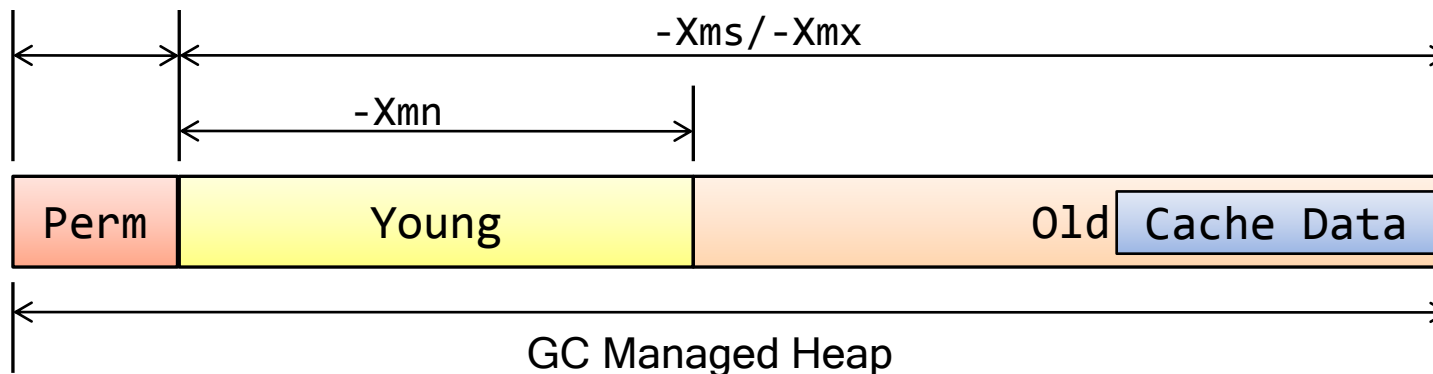 -Xms/-Xmx
-Xmn
Perm
Young
Old
Cache Data
GC Managed Heap